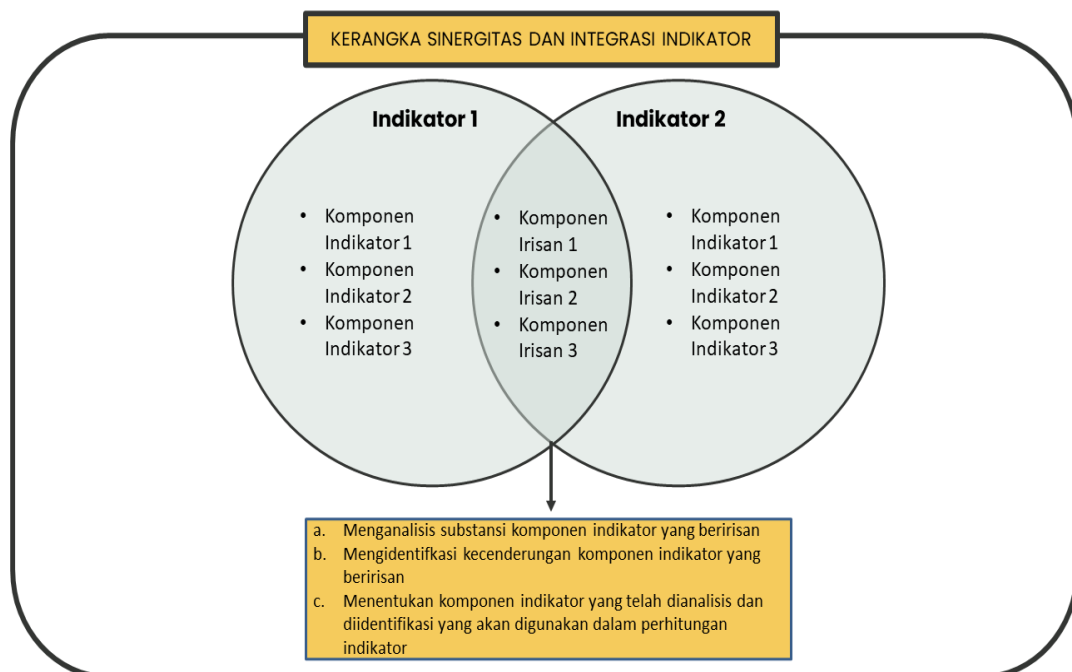 KERANGKA SINERGITAS DAN INTEGRASI INDIKATOR
Indikator 1
• Komponen
Indikator 1
• Komponen
Indikator 2
• Komponen
Indikator 3
• Komponen
Irisan 1
• Komponen
Irisan 2
• Komponen
Irisan 3
Indikator 2
• Komponen
Indikator 1
• Komponen
Indikator 2
• Komponen
Indikator 3
a. Menganalisis substansi komponen indikator yang beririsan
b. Mengidentifkasi kecenderungan komponen indikator yang
beririsan
c. Menentukan komponen indikator yang telah dianalisis dan
diidentifikasi yang akan digunakan dalam perhitungan
indikator